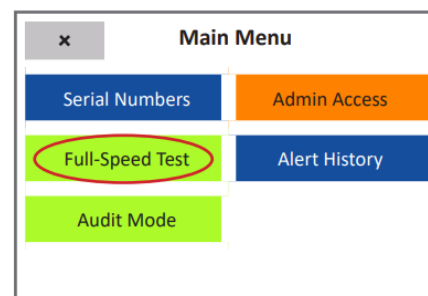 × Main Menu
Serial Numbers Admin Access
Full-Speed Test Alert History
Audit Mode